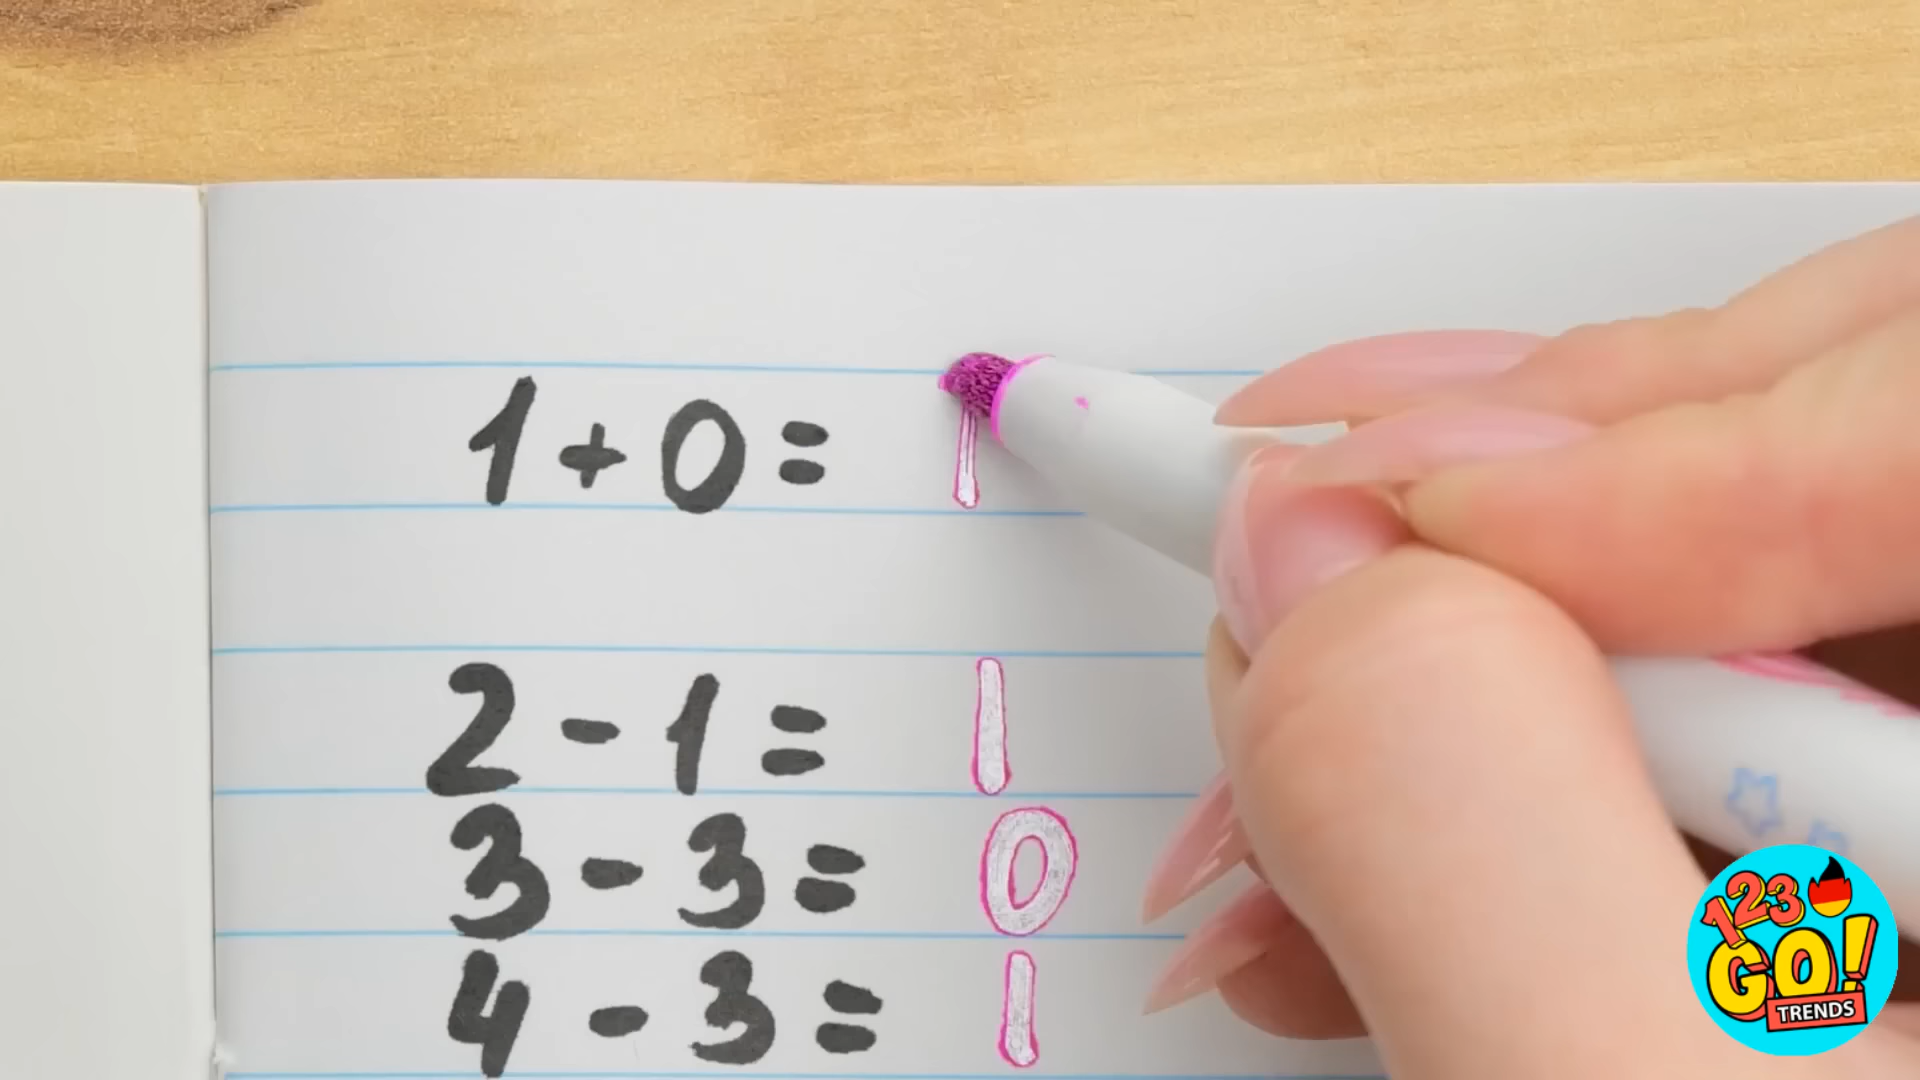 1 + 0 = 1
2 - 1 = 1
3 - 3 = 0
4 - 3 = 1
123
GO!
TRENDS